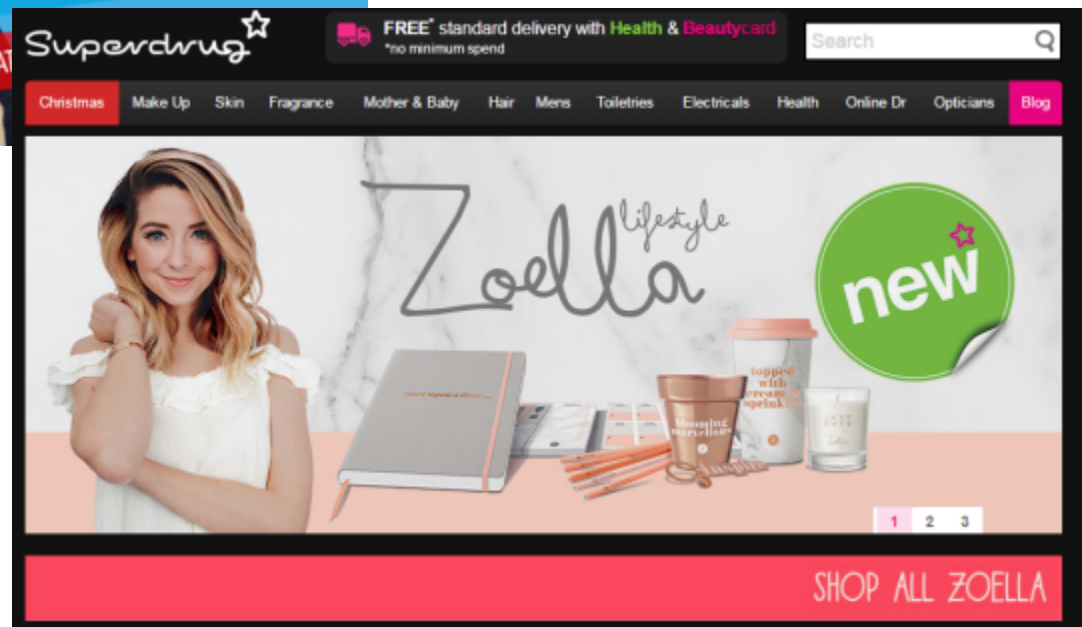 Superdrug
FREE* standard delivery with Health & Beautycard
*no minimum spend
Search
Christmas Make Up Skin Fragrance Mother & Baby Hair Mens Toiletries Electricals Health Online Dr Opticians Blog
Zoella
lifestyle
new
topped
with
cream &
sprinkles
blooming
marvellous
inspire
1 2 3
SHOP ALL ZOELLA